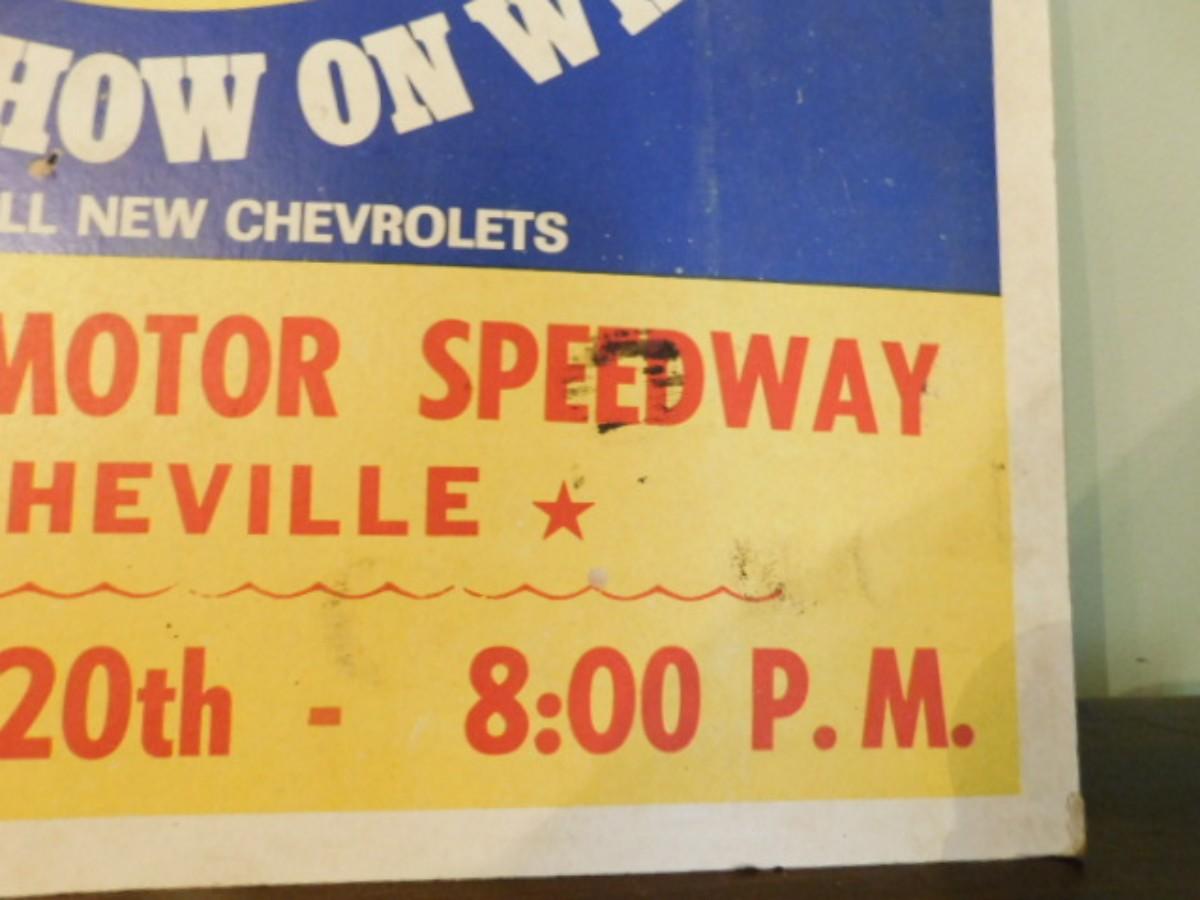 HOW ON W
LL NEW CHEVROLETS
MOTOR SPEEDWAY
HEVILLE ★
20th - 8:00 P.M.